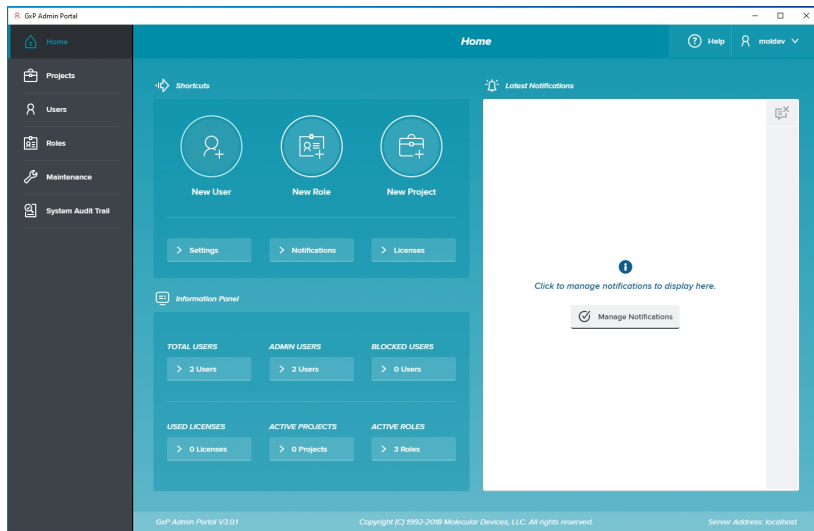 GxP Admin Portal
Home
Home
Help
moldev
Projects
Users
Roles
Maintenance
System Audit Trail
Shortcuts
New User
New Role
New Project
Settings
Notifications
Licenses
Information Panel
TOTAL USERS
ADMIN USERS
BLOCKED USERS
2 Users
2 Users
0 Users
USED LICENSES
ACTIVE PROJECTS
ACTIVE ROLES
0 Licenses
0 Projects
3 Roles
Latest Notifications
Click to manage notifications to display here.
Manage Notifications
GxP Admin Portal V3.0.1
Copyright (C) 1992-2018 Molecular Devices, LLC. All rights reserved.
Server Address: localhost